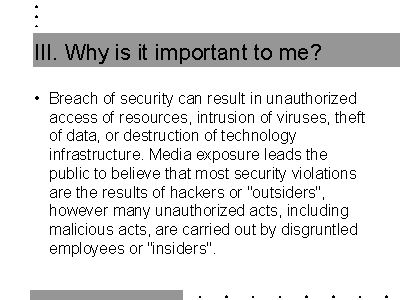 III. Why is it important to me?
• Breach of security can result in unauthorized
access of resources, intrusion of viruses, theft
of data, or destruction of technology
infrastructure. Media exposure leads the
public to believe that most security violations
are the results of hackers or "outsiders",
however many unauthorized acts, including
malicious acts, are carried out by disgruntled
employees or "insiders".